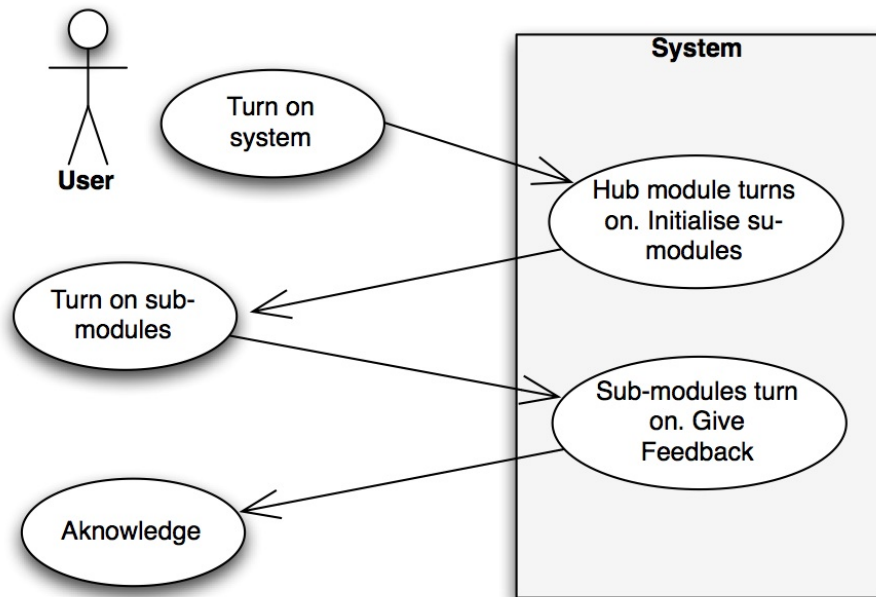 System
Turn on
system
User
Hub module turns
on. Initialise su-
modules
Turn on sub-
modules
Sub-modules turn
on. Give
Feedback
Aknowledge